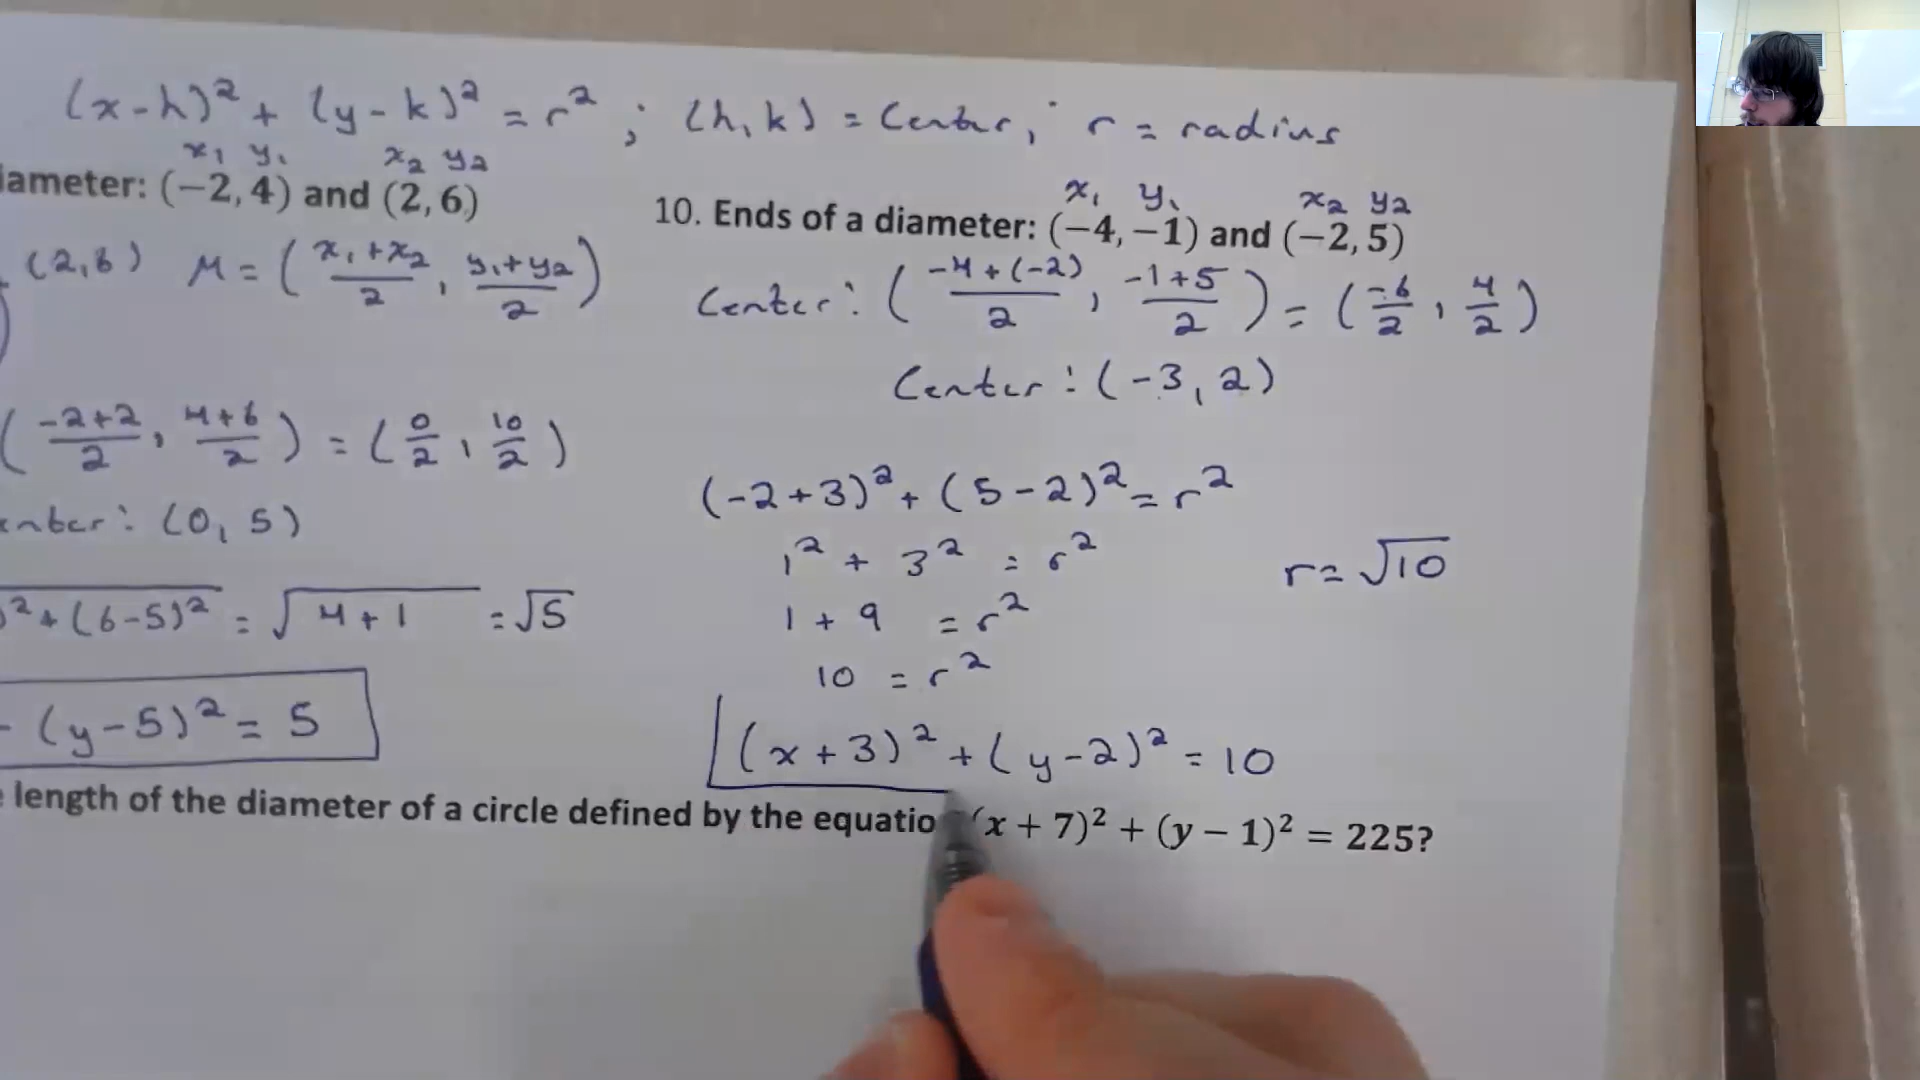 (x-h)² + (y-k)² = r² ; (h,k) = Center, ; r = radius
x₁ y₁ x₂ y₂
iameter: (−2, 4) and (2, 6)
(2,6) M = ( x₁+x₂/2 , y₁+y₂/2 )
( -2+2/2 , 4+6/2 ) = ( 0/2 , 10/2 )
enter: (0, 5)
)²+(6-5)² = √4+1 = √5
- (y-5)² = 5
x₁ y₁ x₂ y₂
10. Ends of a diameter: (−4, −1) and (−2, 5)
Center: ( -4+(-2)/2 , -1+5/2 ) = ( -6/2 , 4/2 )
Center: (-3, 2)
(-2+3)² + (5-2)² = r²
1² + 3² = r²
r = √10
1 + 9 = r²
10 = r²
(x+3)² + (y-2)² = 10
e length of the diameter of a circle defined by the equatio (x + 7)² + (y − 1)² = 225?